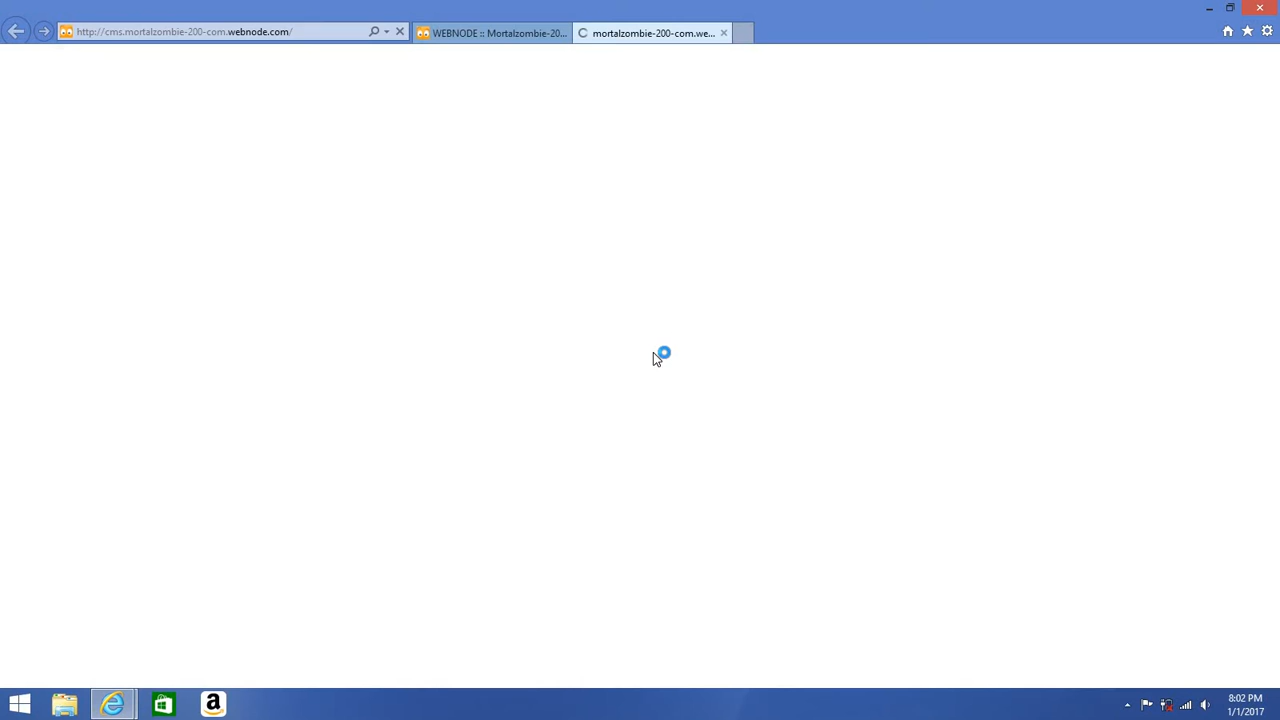 http://cms.mortalzombie-200-com.webnode.com/
WEBNODE :: Mortalzombie-20...
mortalzombie-200-com.we...
a
8:02 PM
1/1/2017